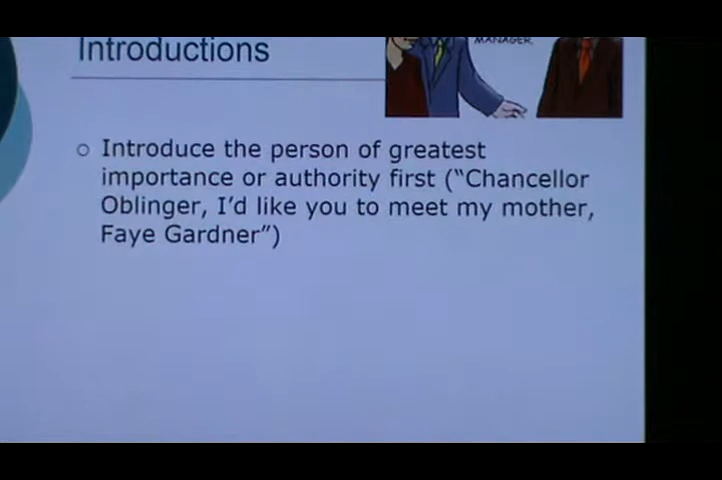 Introductions
MANAGER.
Introduce the person of greatest
importance or authority first (“Chancellor
Oblinger, I’d like you to meet my mother,
Faye Gardner”)